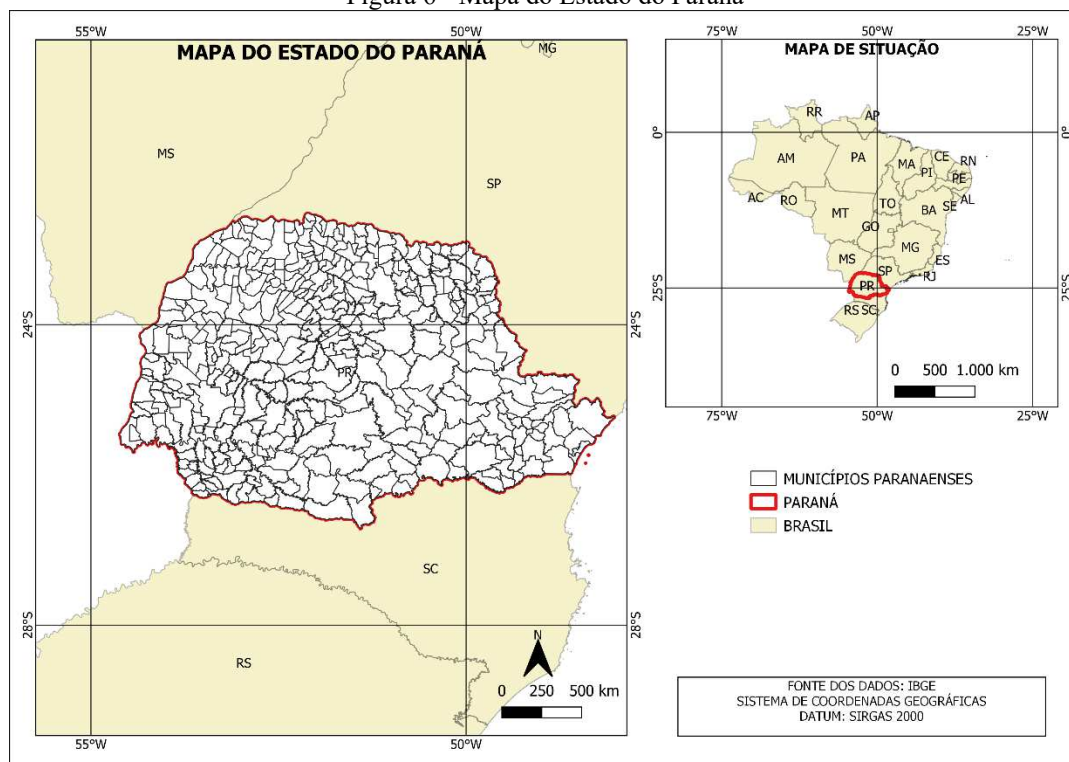 Figura 6 - Mapa do Estado do Paraná
55°W
50°W
MAPA DO ESTADO DO PARANÁ
MG
MS
SP
24°S
24°S
PR
SC
28°S
28°S
RS
N
0 250 500 km
55°W
50°W
75°W
50°W
25°W
MAPA DE SITUAÇÃO
RR
AP
0°
0°
AM
PA
MA
CE
RN
PI
PE
AC
RO
TO
SE
AL
MT
BA
GO
MG
MS
ES
SP
RJ
25°S
PR
25°S
RS
SC
0 500 1.000 km
75°W
50°W
25°W
MUNICÍPIOS PARANAENSES
PARANÁ
BRASIL
FONTE DOS DADOS: IBGE
SISTEMA DE COORDENADAS GEOGRÁFICAS
DATUM: SIRGAS 2000